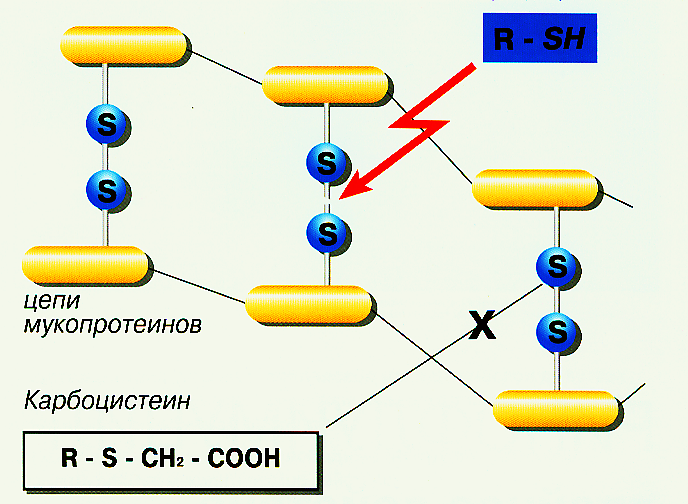 R - SH
S
S
S
S
S
S
цепи
мукопротеинов
X
Карбоцистеин
R - S - CH₂ - COOH